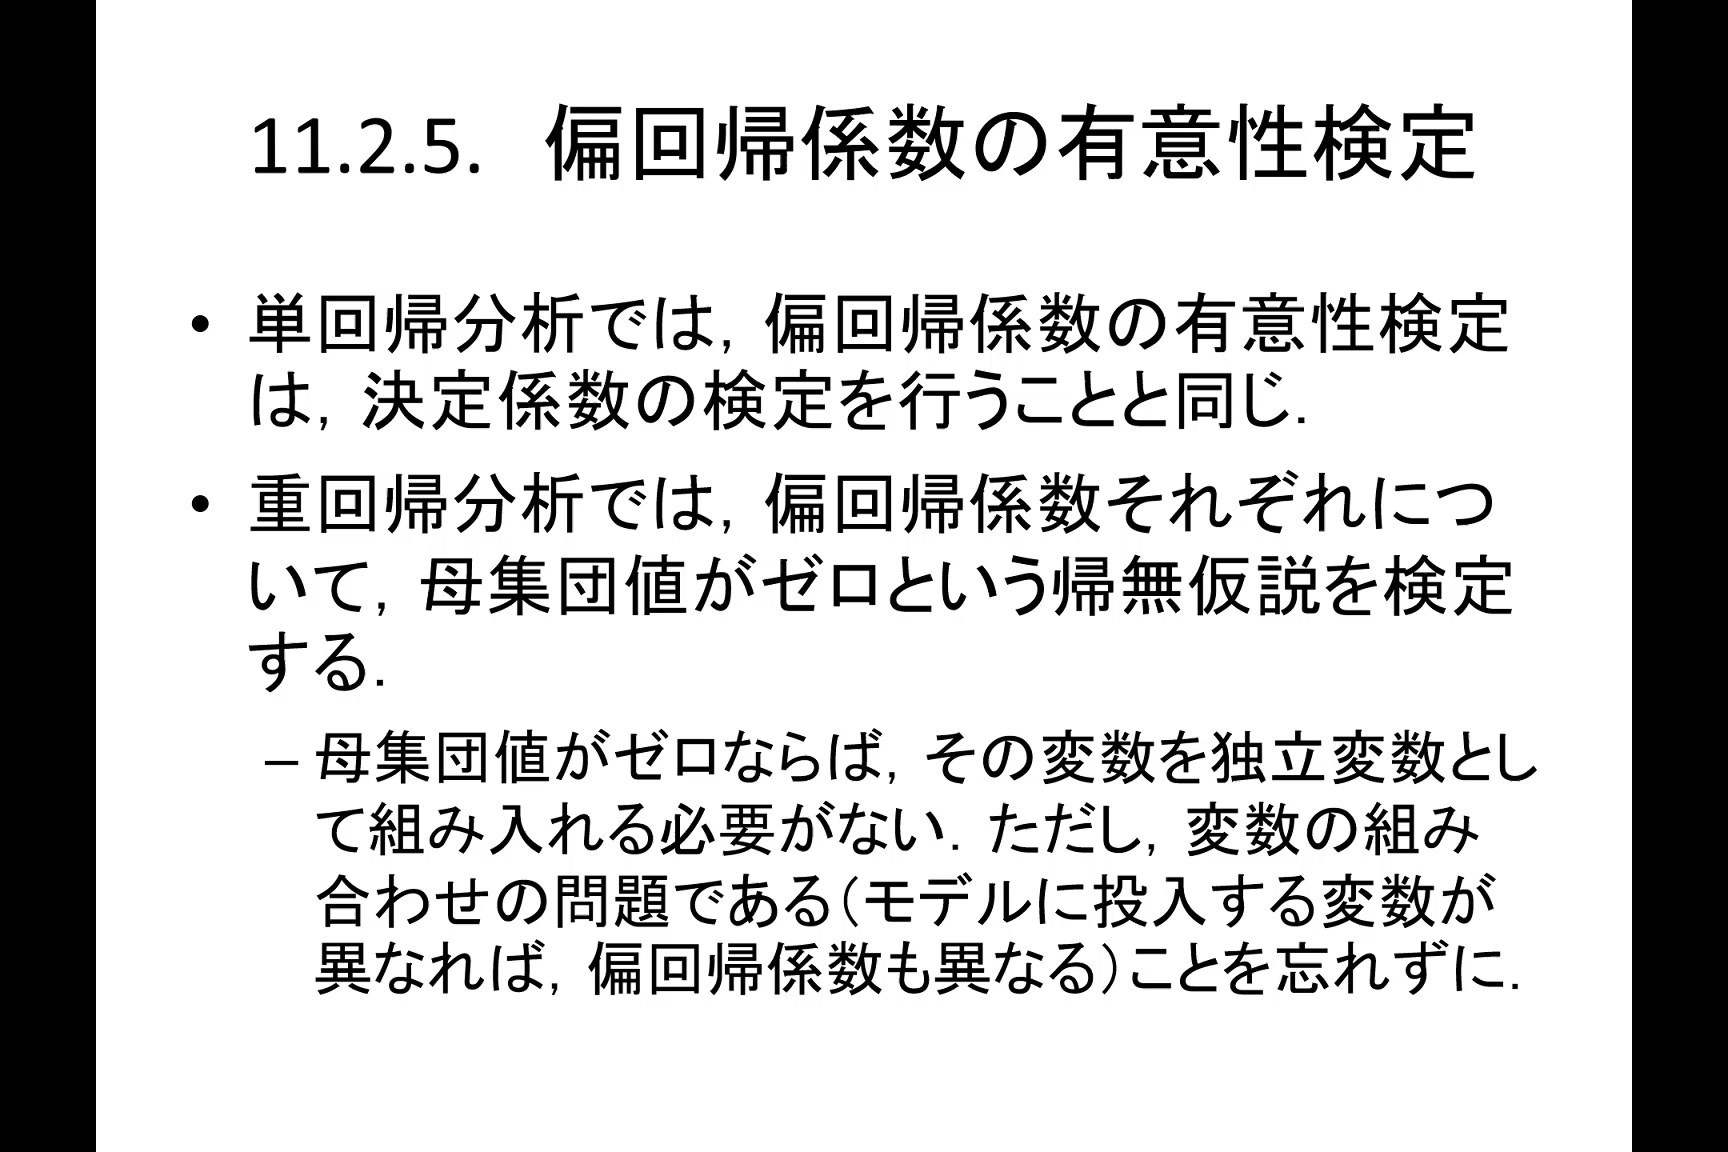 11.2.5. 偏回帰係数の有意性検定
• 単回帰分析では，偏回帰係数の有意性検定
は，決定係数の検定を行うことと同じ．
• 重回帰分析では，偏回帰係数それぞれにつ
いて，母集団値がゼロという帰無仮説を検定
する．
– 母集団値がゼロならば，その変数を独立変数とし
て組み入れる必要がない．ただし，変数の組み
合わせの問題である（モデルに投入する変数が
異なれば，偏回帰係数も異なる）ことを忘れずに．